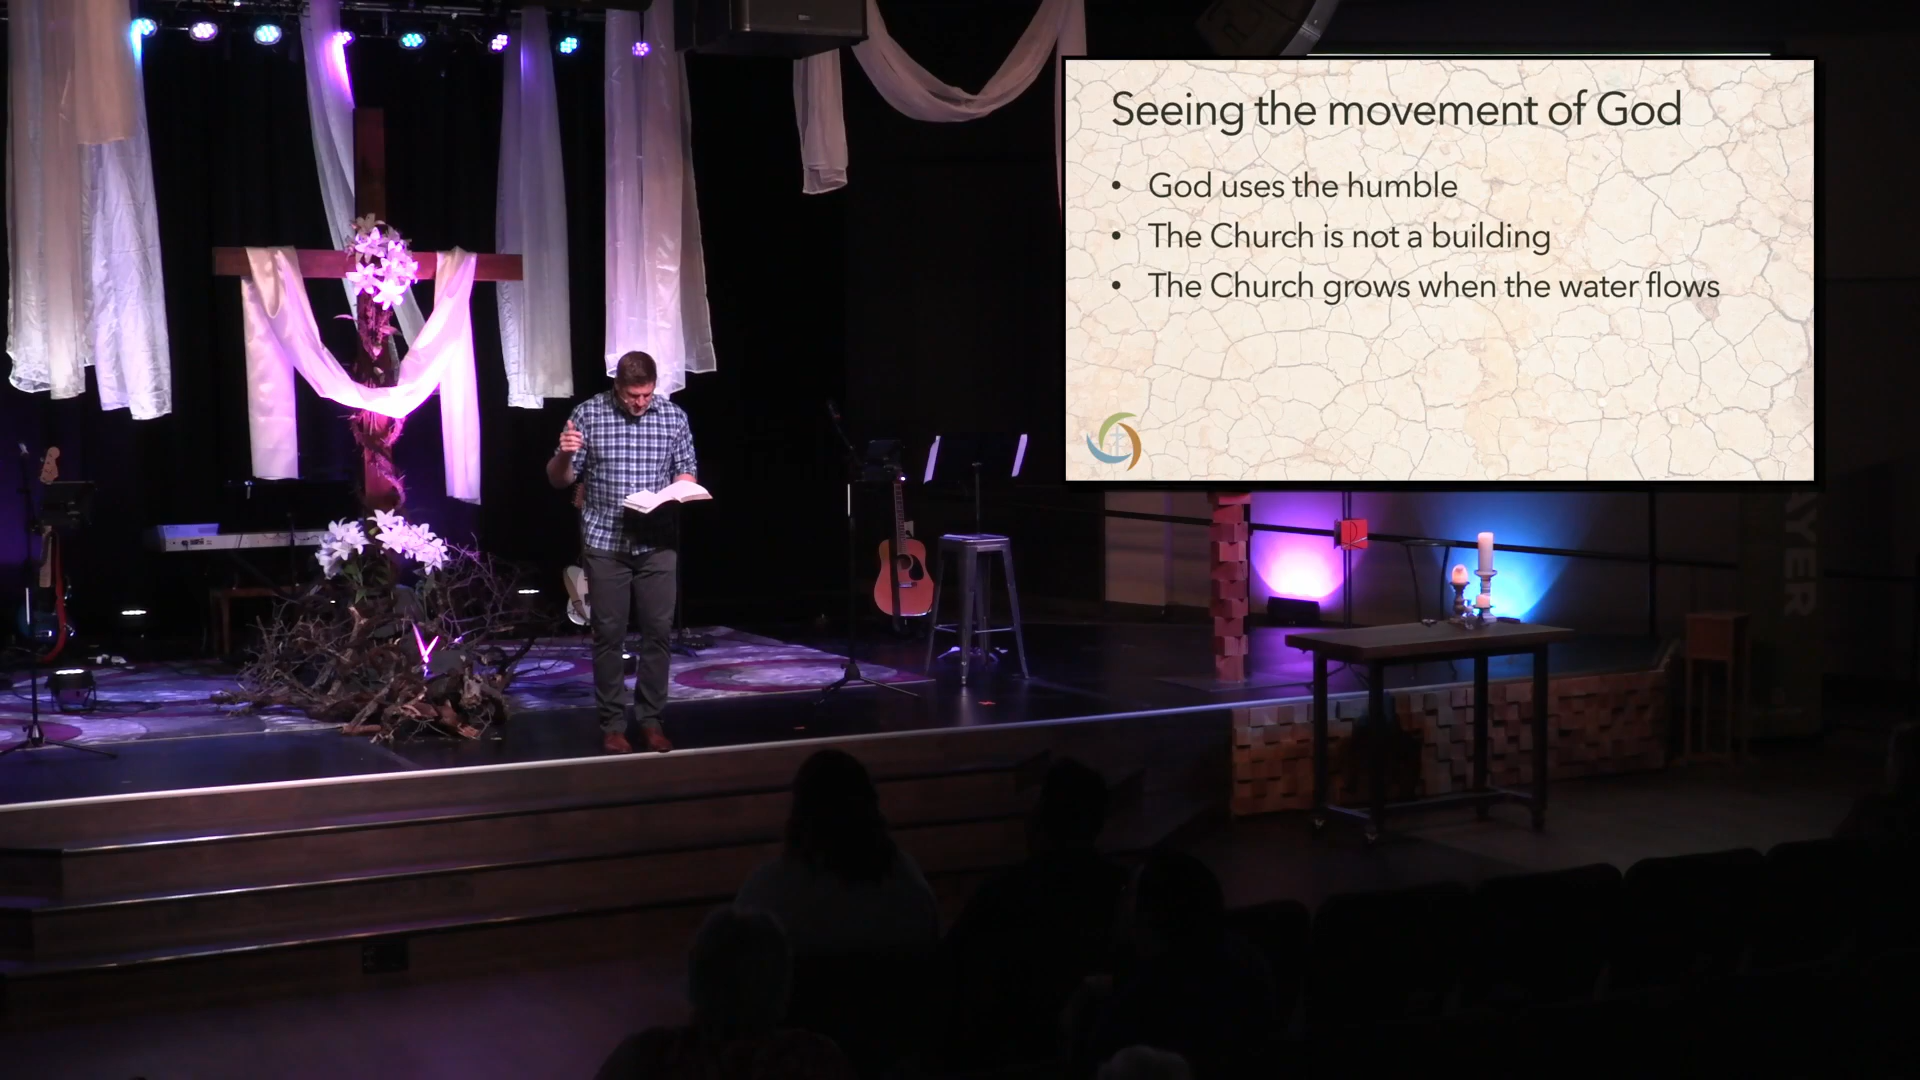 Seeing the movement of God
• God uses the humble
• The Church is not a building
• The Church grows when the water flows
AYER